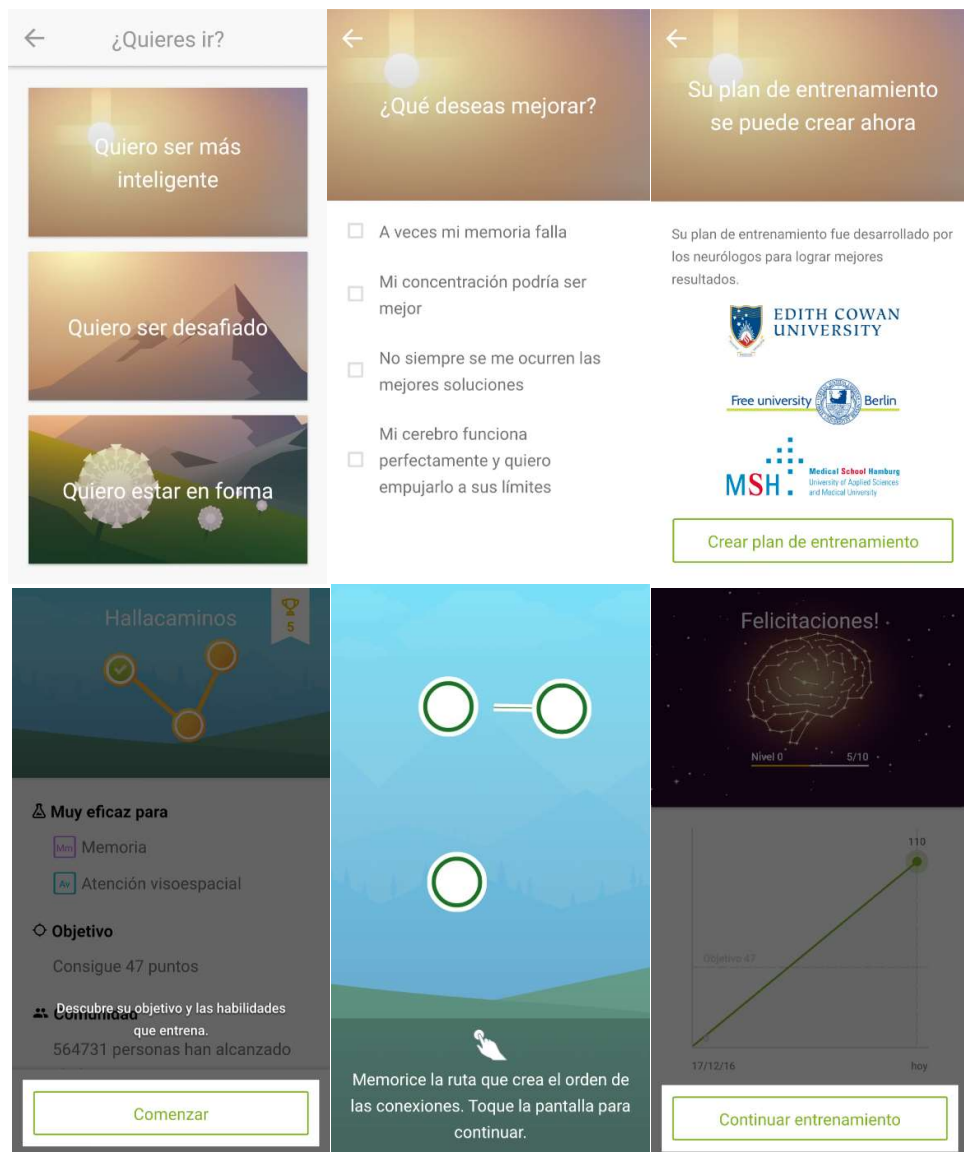 ¿Quieres ir?
Quiero ser más
inteligente
Quiero ser desafiado
Quiero estar en forma
¿Qué deseas mejorar?
A veces mi memoria falla
Mi concentración podría ser
mejor
No siempre se me ocurren las
mejores soluciones
Mi cerebro funciona
perfectamente y quiero
empujarlo a sus límites
Su plan de entrenamiento
se puede crear ahora
Su plan de entrenamiento fue desarrollado por
los neurólogos para lograr mejores
resultados.
EDITH COWAN
UNIVERSITY
Free university Berlin
MSH
Medical School Hamburg
University of Applied Sciences
and Medical University
Crear plan de entrenamiento
Hallacaminos
5
Muy eficaz para
Mm Memoria
Av Atención visoespacial
Objetivo
Consigue 47 puntos
Comunidad
Descubre su objetivo y las habilidades
que entrena.
564731 personas han alcanzado
Comenzar
Memorice la ruta que crea el orden de
las conexiones. Toque la pantalla para
continuar.
Felicitaciones!
Nivel 0 5/10
110
Objetivo 47
17/12/16 hoy
Continuar entrenamiento